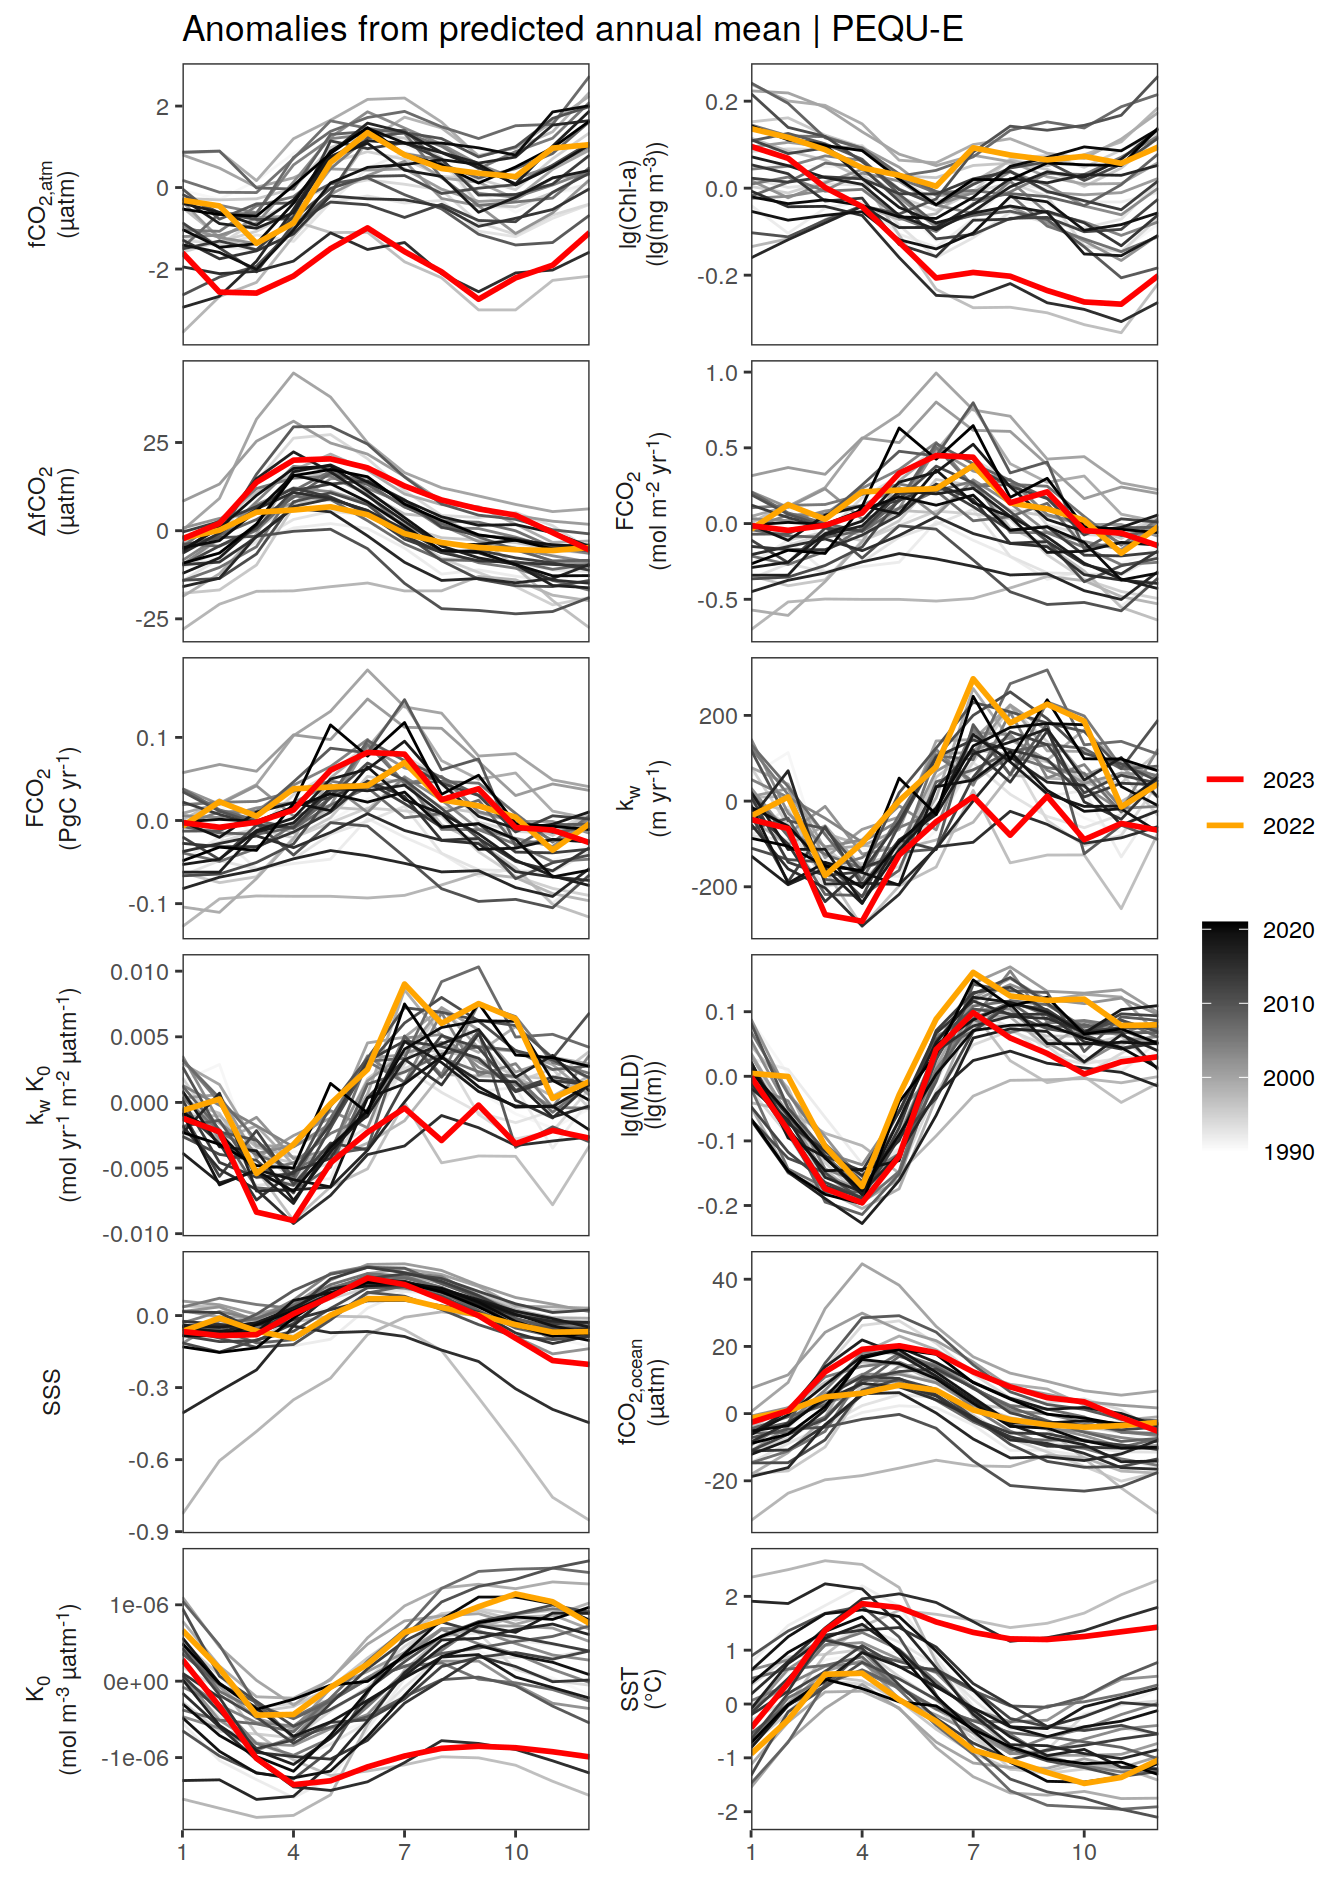 Anomalies from predicted annual mean | PEQU-E
fCO2,atm
(µatm)
2
0
-2
lg(Chl-a)
(lg(mg m-3))
0.2
0.0
-0.2
ΔfCO2
(µatm)
25
0
-25
FCO2
(mol m-2 yr-1)
1.0
0.5
0.0
-0.5
FCO2
(PgC yr-1)
0.1
0.0
-0.1
kw
(m yr-1)
200
0
-200
kw K0
(mol yr-1 m-2 µatm-1)
0.010
0.005
0.000
-0.005
-0.010
lg(MLD)
(lg(m))
0.1
0.0
-0.1
-0.2
SSS
0.0
-0.3
-0.6
-0.9
fCO2,ocean
(µatm)
40
20
0
-20
K0
(mol m-3 µatm-1)
1e-06
0e+00
-1e-06
SST
(°C)
2
1
0
-1
-2
1 4 7 10
1 4 7 10
2023
2022
2020
2010
2000
1990